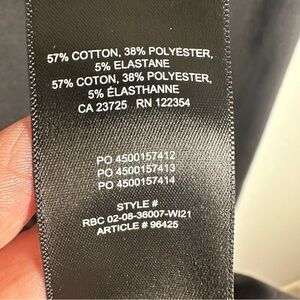 57% COTTON, 38% POLYESTER,
5% ELASTANE
57% COTON, 38% POLYESTER,
5% ÉLASTHANNE
CA 23725 RN 122354
PO 4500157412
PO 4500157413
PO 4500157414
STYLE #
RBC 02-08-36007-WI21
ARTICLE # 96425